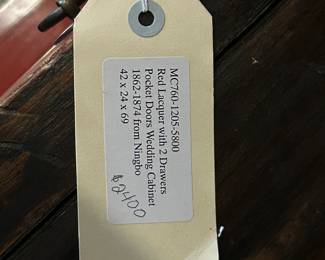 MC760-1205-5800
Red Lacquer with 2 Drawers
Pocket Doors Wedding Cabinet
1862-1874 from Ningbo
42 x 24 x 69
$2400